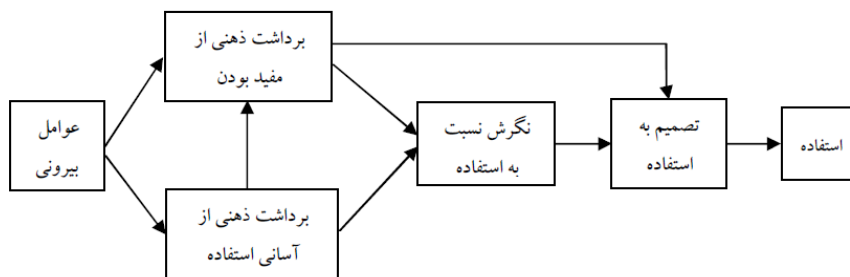 عوامل
بیرونی
برداشت ذهنی از
مفید بودن
برداشت ذهنی از
آسانی استفاده
نگرش نسبت
به استفاده
تصمیم به
استفاده
استفاده